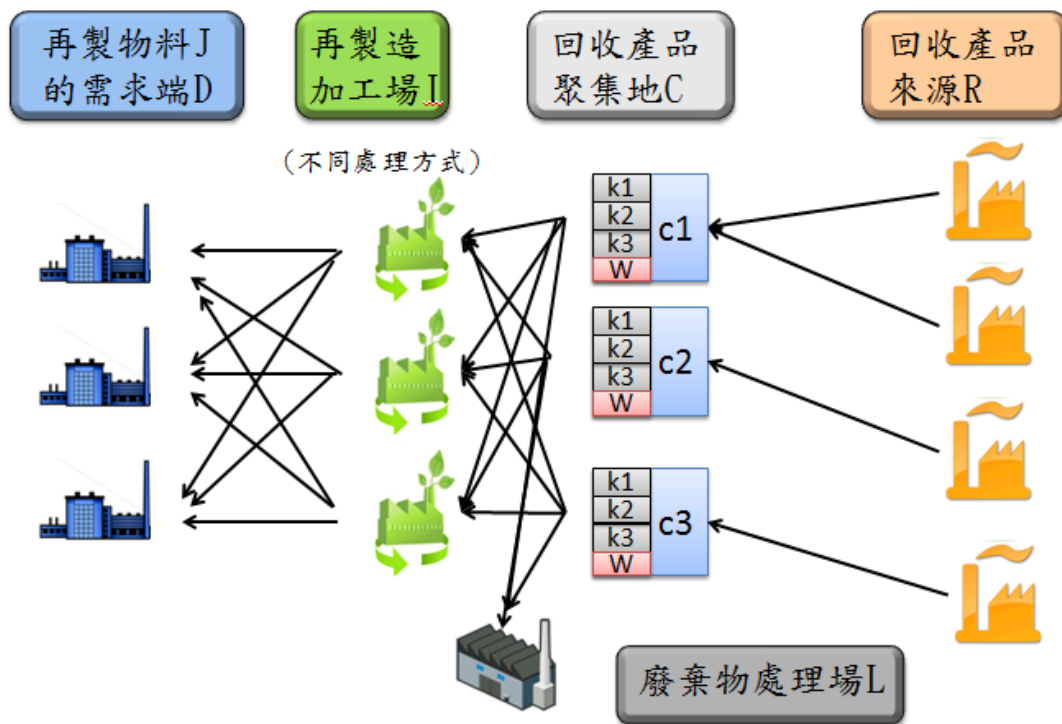 再製物料J
的需求端D
再製造
加工場I
回收產品
聚集地C
回收產品
來源R
(不同處理方式)
k1
k2
k3
W
c1
k1
k2
k3
W
c2
k1
k2
k3
W
c3
廢棄物處理場L